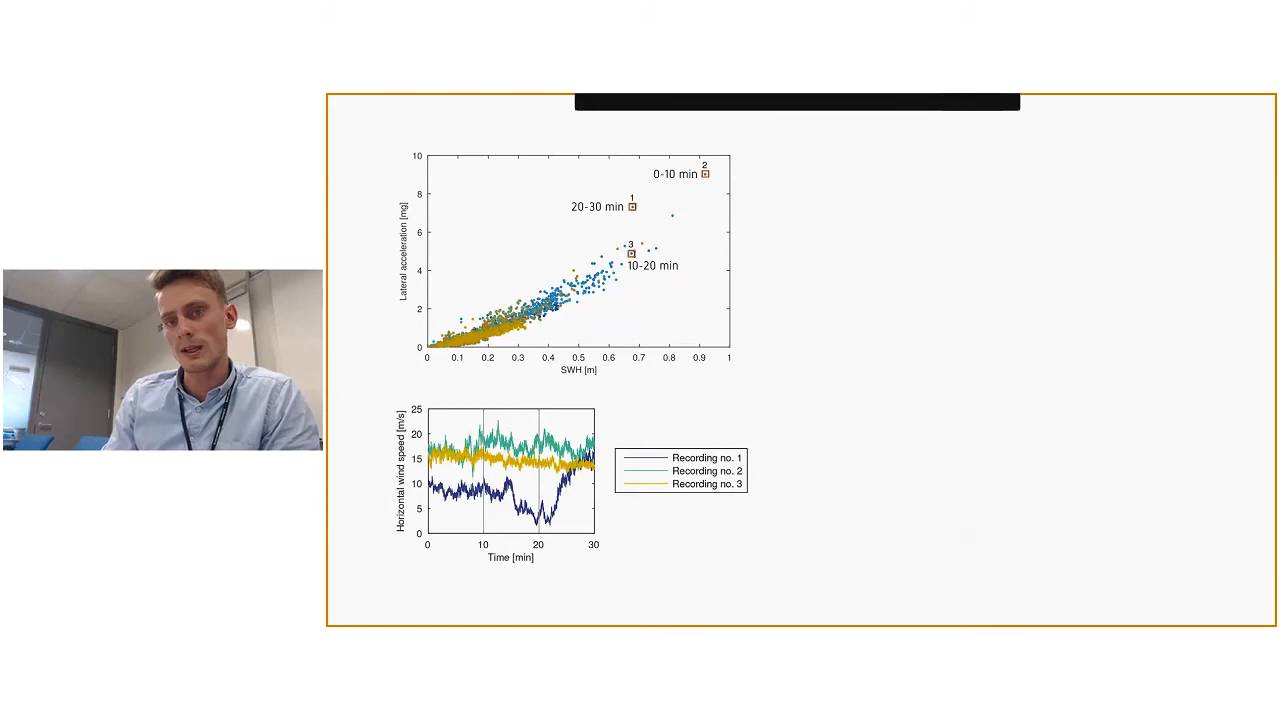 10
8
6
4
2
0
Lateral acceleration [mg]
2
0-10 min
1
20-30 min
3
10-20 min
0 0.1 0.2 0.3 0.4 0.5 0.6 0.7 0.8 0.9 1
SWH [m]
25
20
15
10
5
0
Horizontal wind speed [m/s]
0 10 20 30
Time [min]
Recording no. 1
Recording no. 2
Recording no. 3